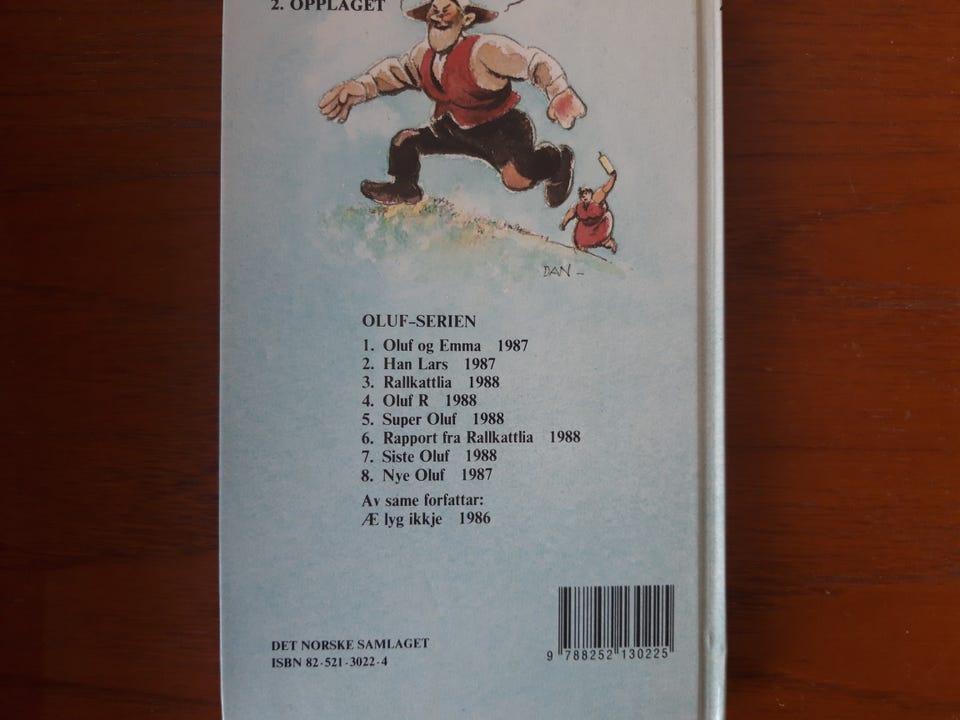 2. OPPLAGET
DAN -
OLUF-SERIEN
1. Oluf og Emma 1987
2. Han Lars 1987
3. Rallkattlia 1988
4. Oluf R 1988
5. Super Oluf 1988
6. Rapport fra Rallkattlia 1988
7. Siste Oluf 1988
8. Nye Oluf 1987
Av same forfattar:
Æ lyg ikkje 1986
DET NORSKE SAMLAGET
ISBN 82-521-3022-4
9 788252 130225